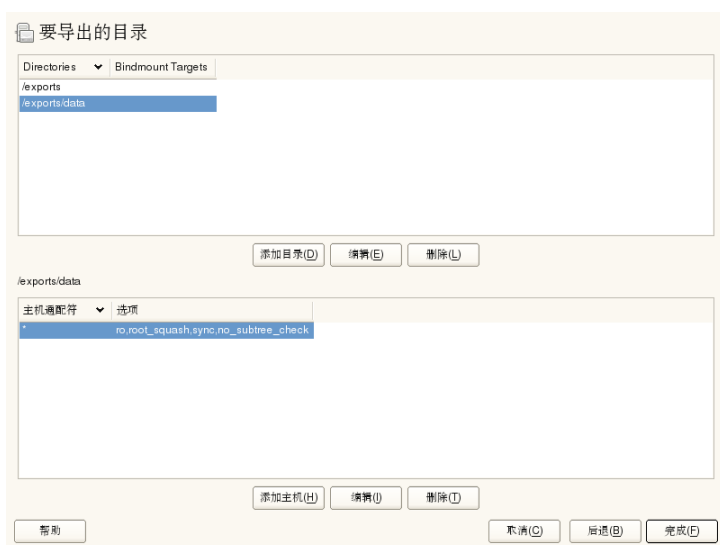 要导出的目录
Directories Bindmount Targets
/exports
/exports/data
添加目录(D) 编辑(E) 删除(L)
/exports/data
主机通配符 选项
* ro,root_squash,sync,no_subtree_check
添加主机(H) 编辑(I) 删除(T)
帮助 取消(C) 后退(B) 完成(F)